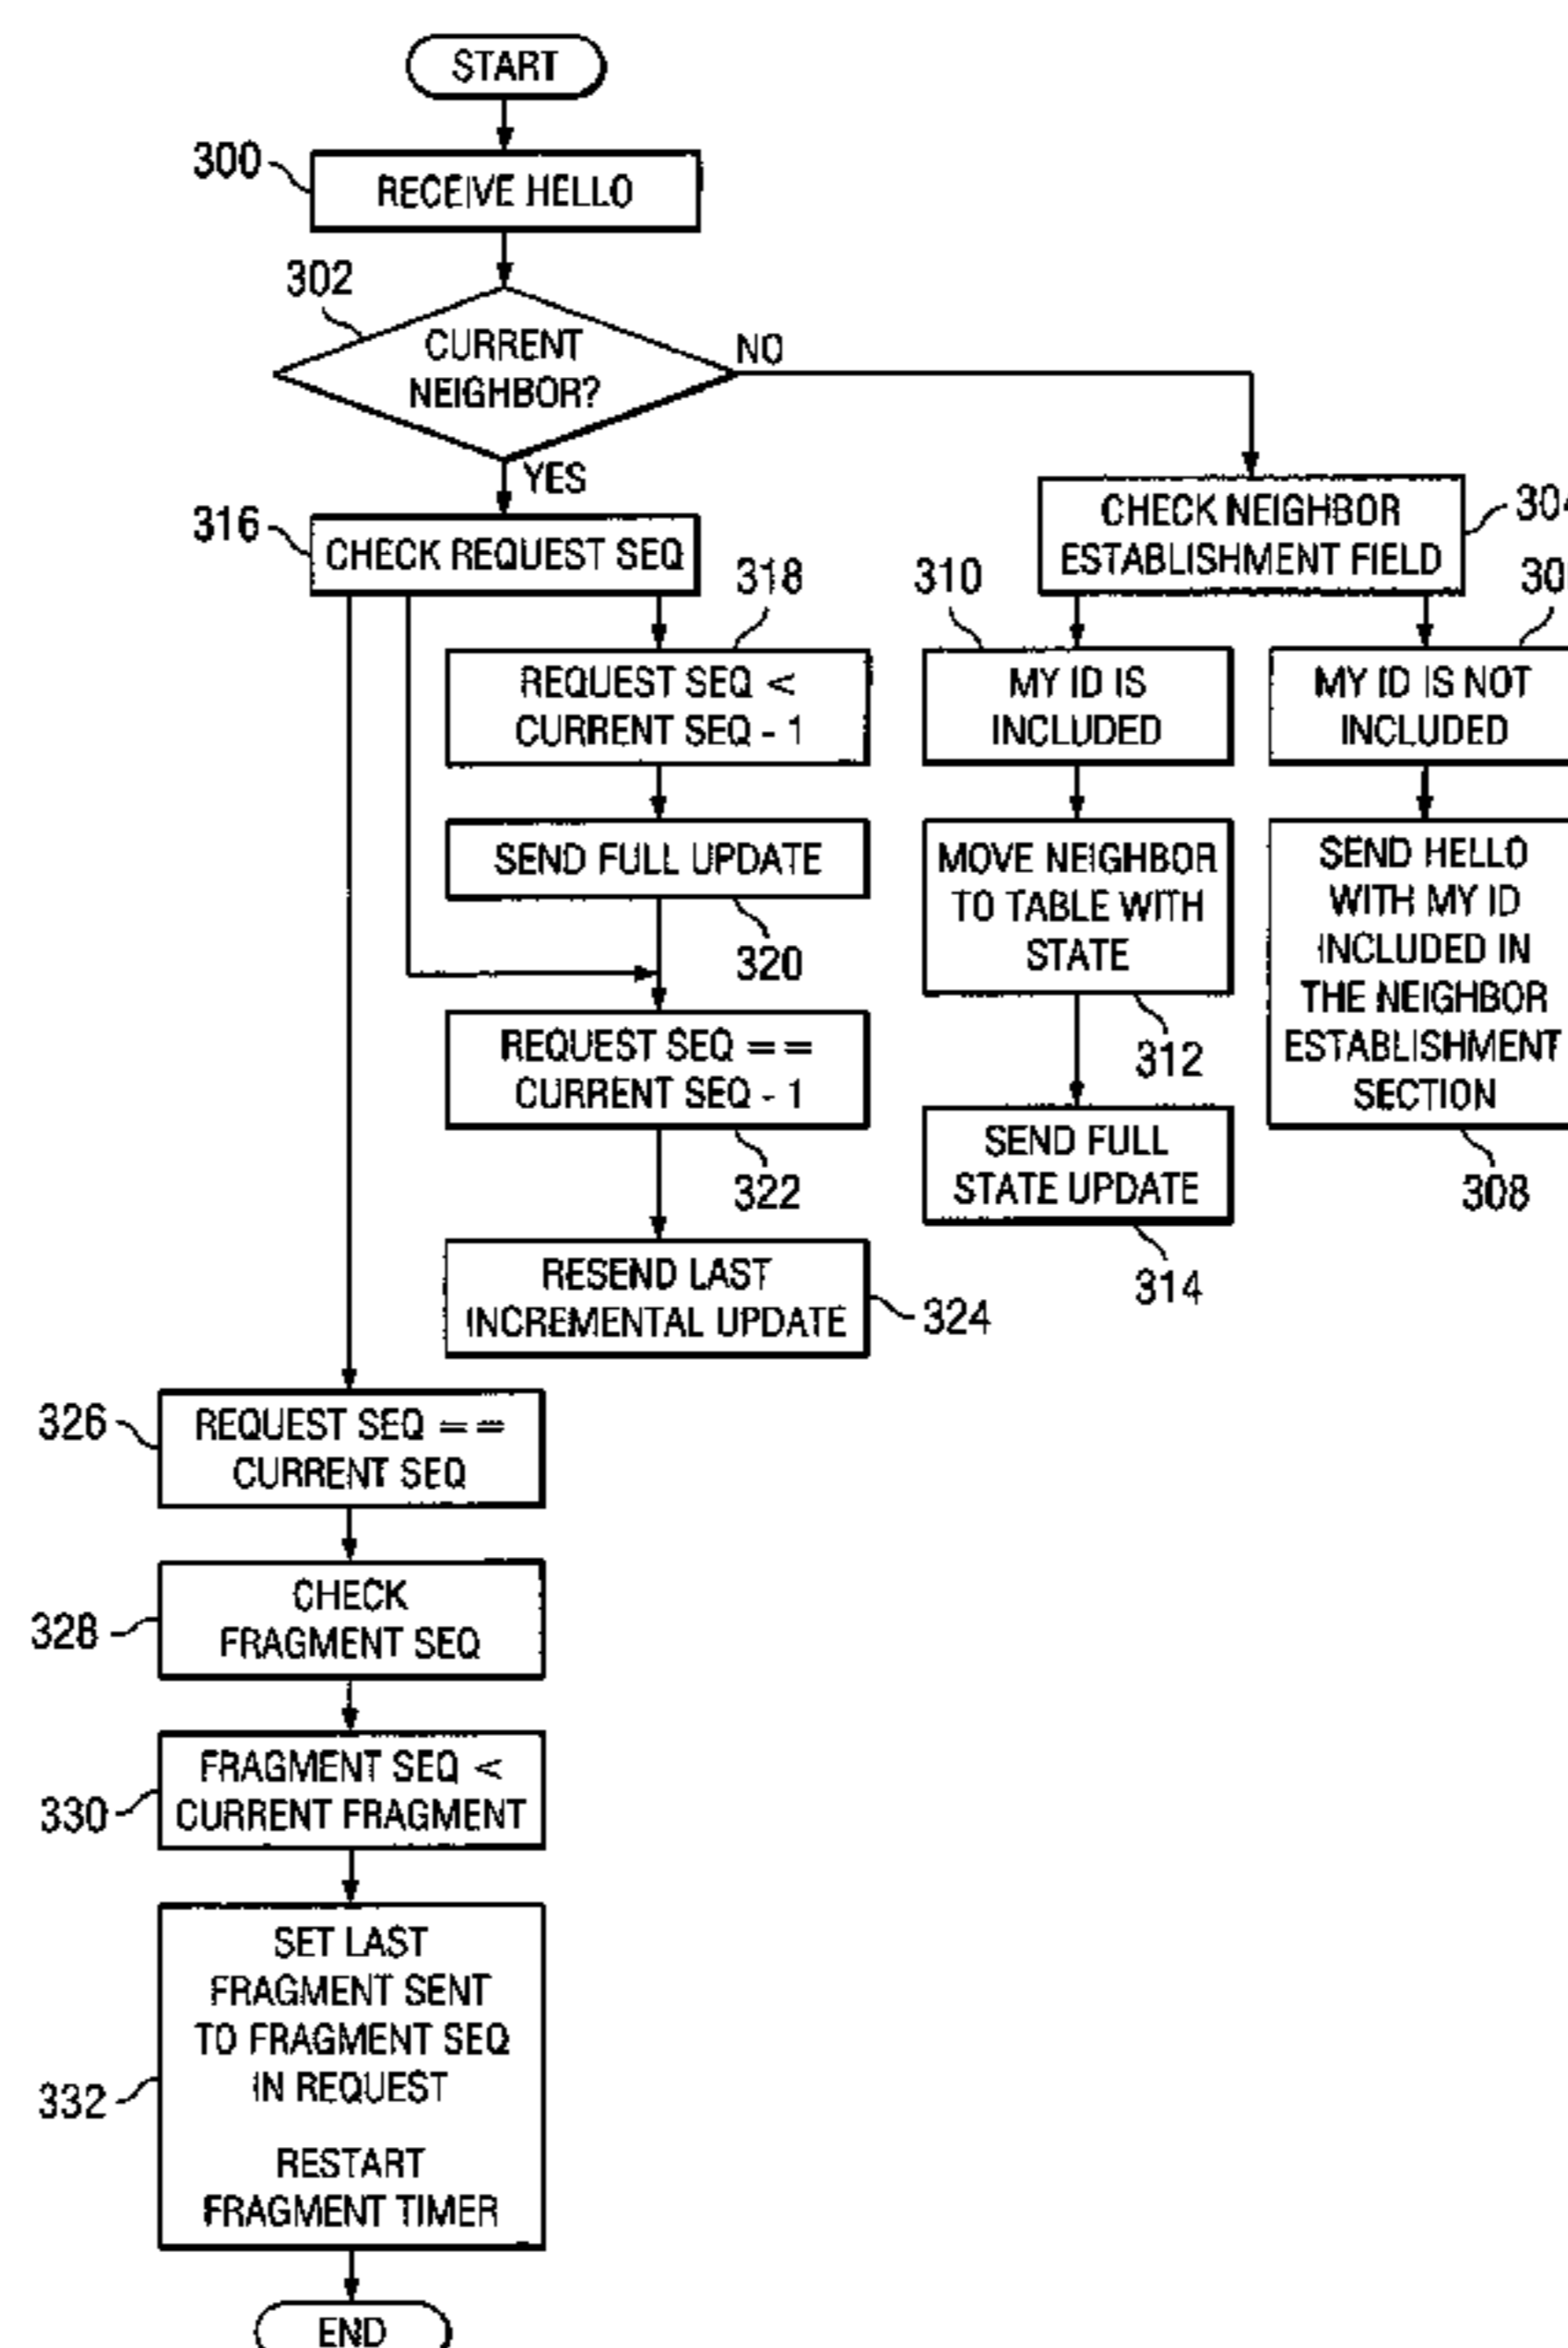 START
300
RECEIVE HELLO
302
CURRENT
NEIGHBOR?
NO
YES
316
CHECK REQUEST SEQ
CHECK NEIGHBOR
ESTABLISHMENT FIELD
318
REQUEST SEQ <
CURRENT SEQ - 1
310
MY ID IS
INCLUDED
MY ID IS NOT
INCLUDED
SEND FULL UPDATE
320
MOVE NEIGHBOR
TO TABLE WITH
STATE
312
SEND HELLO
WITH MY ID
INCLUDED IN
THE NEIGHBOR
ESTABLISHMENT
SECTION
308
REQUEST SEQ ==
CURRENT SEQ - 1
322
SEND FULL
STATE UPDATE
314
RESEND LAST
INCREMENTAL UPDATE
324
326
REQUEST SEQ ==
CURRENT SEQ
328
CHECK
FRAGMENT SEQ
330
FRAGMENT SEQ <
CURRENT FRAGMENT
332
SET LAST
FRAGMENT SENT
TO FRAGMENT SEQ
IN REQUEST
RESTART
FRAGMENT TIMER
END